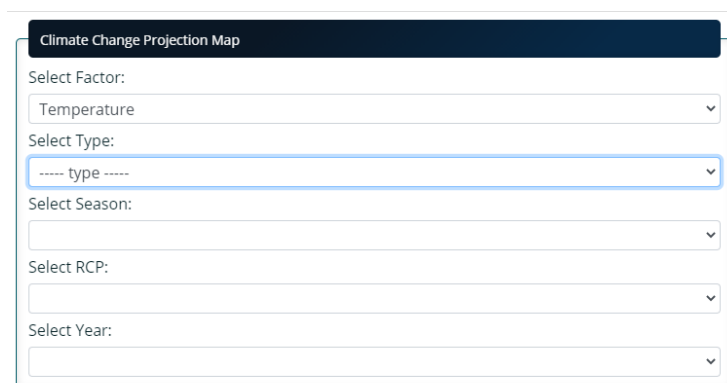 Climate Change Projection Map
Select Factor:
Temperature
Select Type:
----- type -----
Select Season:
Select RCP:
Select Year: